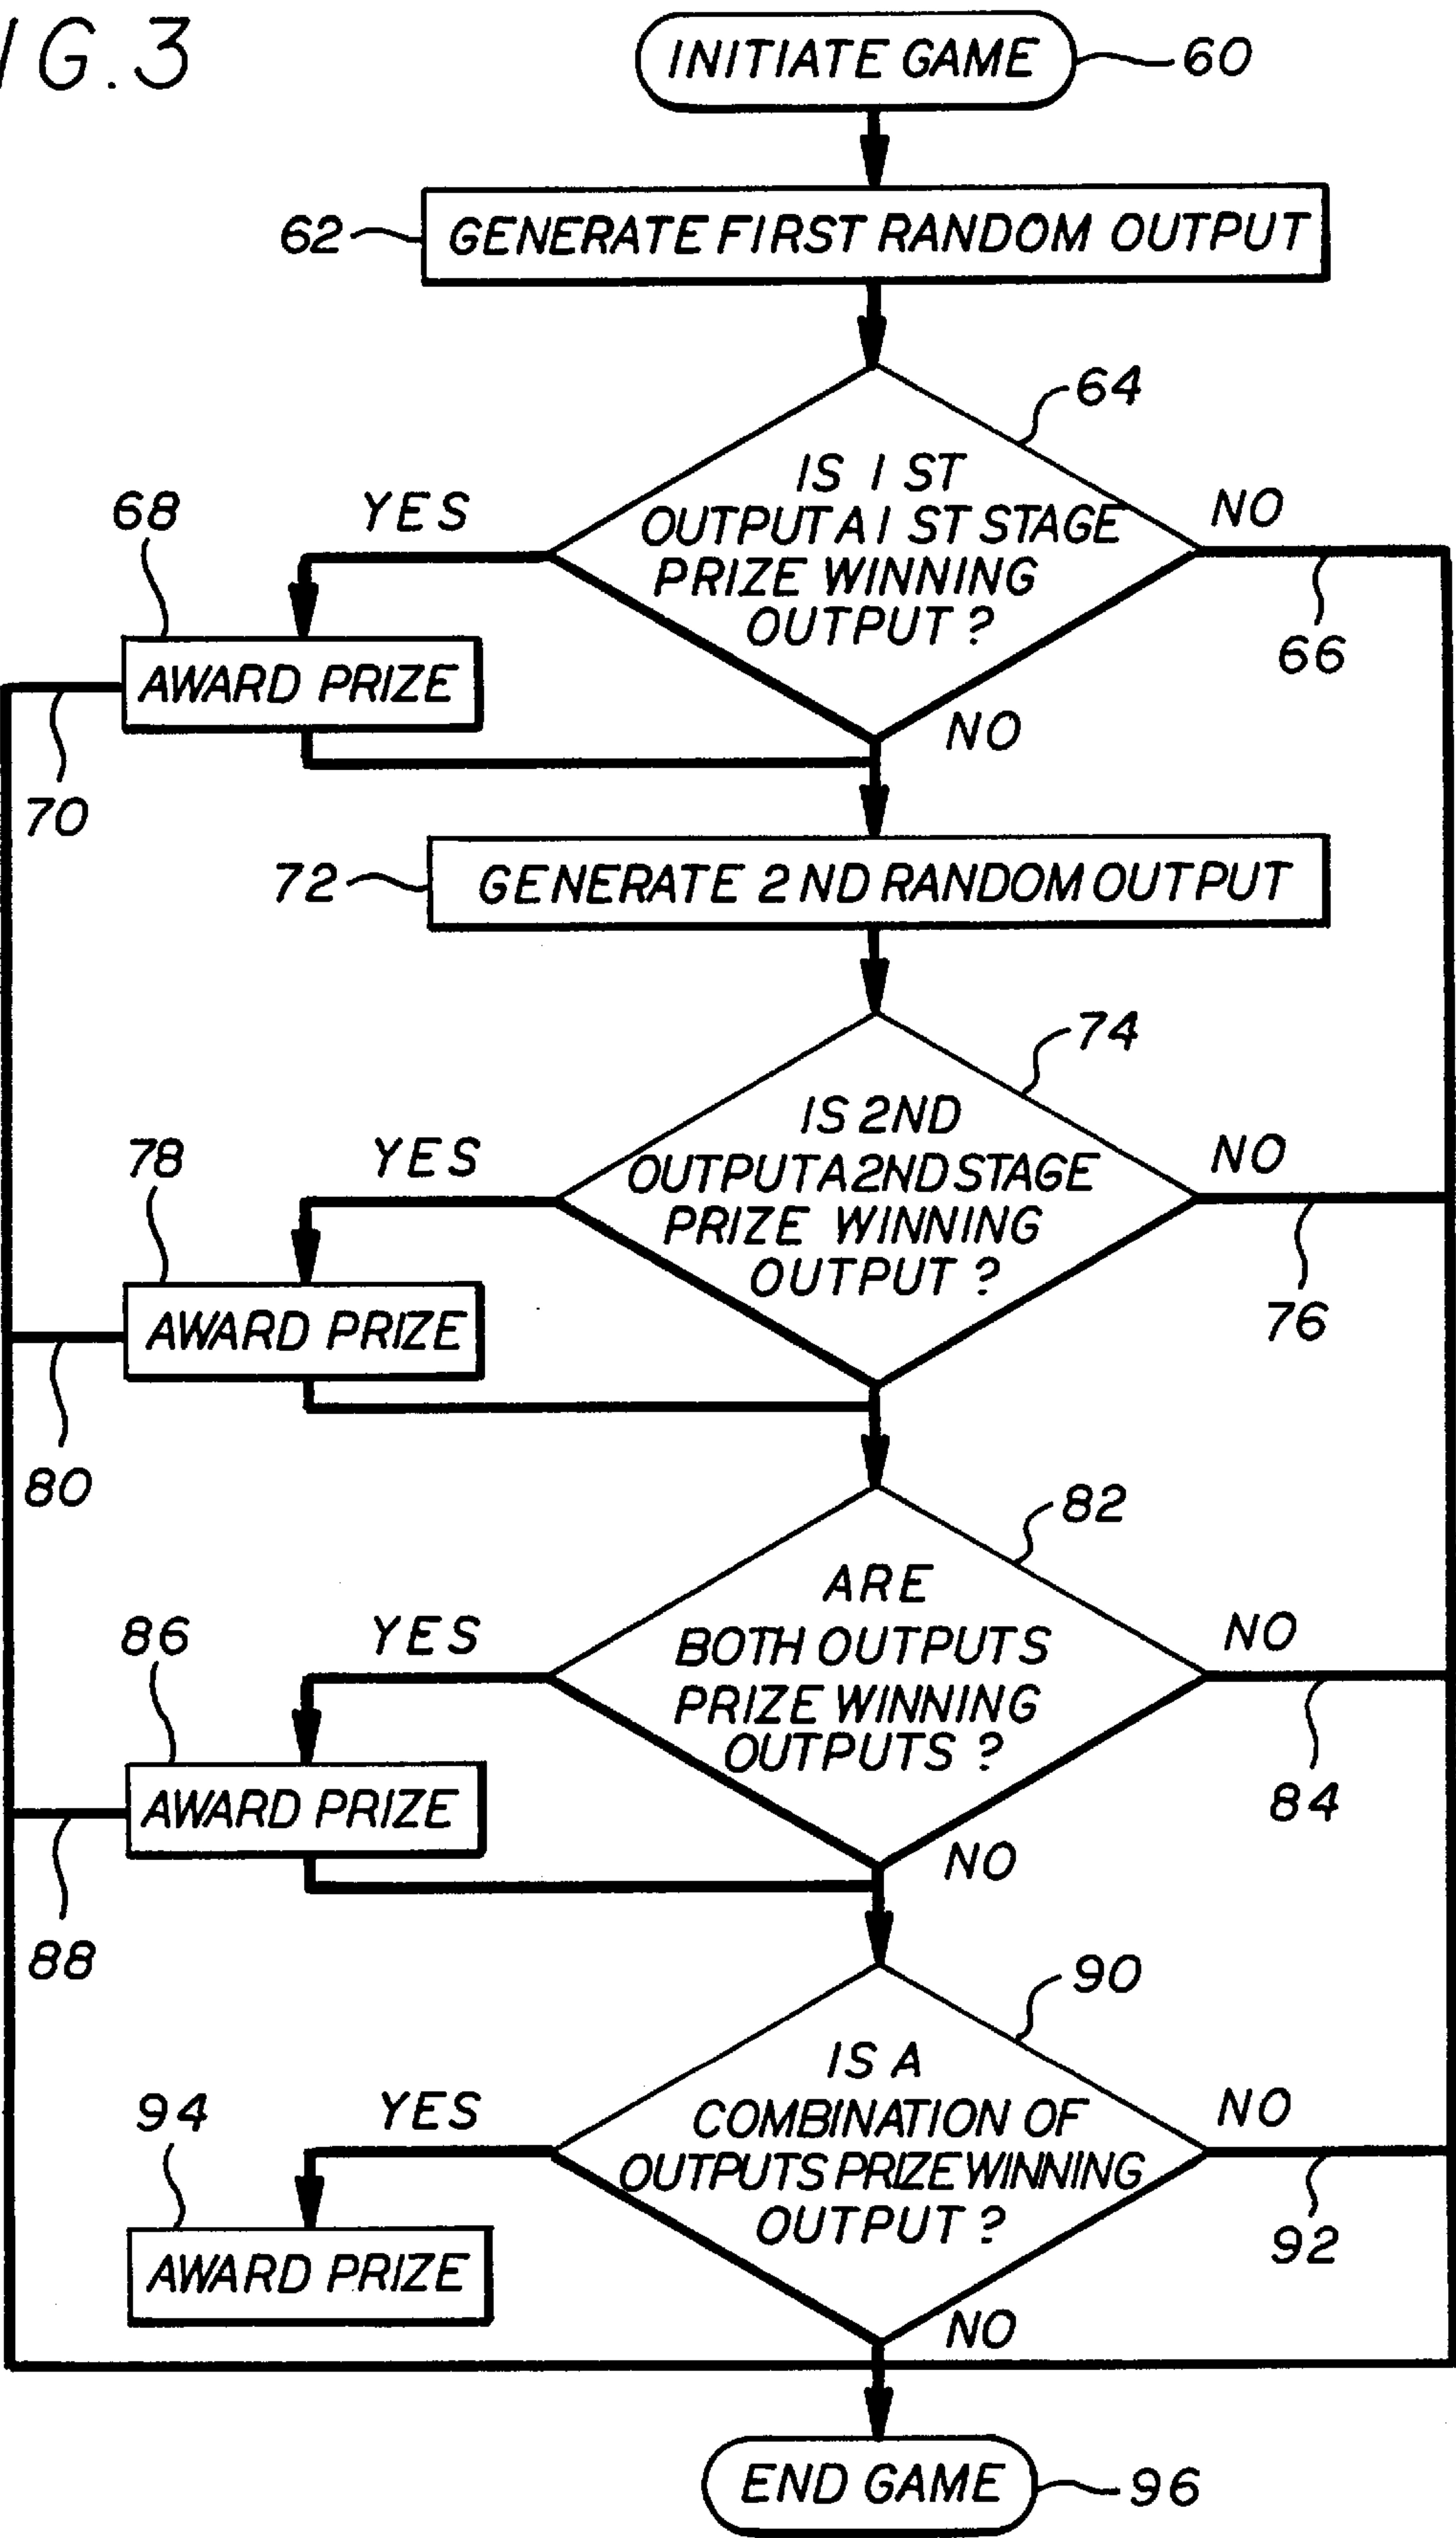 IG.3
INITIATE GAME
60
62
GENERATE FIRST RANDOM OUTPUT
64
IS 1 ST
OUTPUT A 1 ST STAGE
PRIZE WINNING
OUTPUT ?
YES
NO
68
66
AWARD PRIZE
NO
70
72
GENERATE 2 ND RANDOM OUTPUT
74
IS 2ND
OUTPUT A 2ND STAGE
PRIZE WINNING
OUTPUT ?
YES
NO
78
76
AWARD PRIZE
80
82
ARE
BOTH OUTPUTS
PRIZE WINNING
OUTPUTS ?
YES
NO
86
84
AWARD PRIZE
NO
88
90
IS A
COMBINATION OF
OUTPUTS PRIZE WINNING
OUTPUT ?
YES
NO
94
92
AWARD PRIZE
NO
END GAME
96